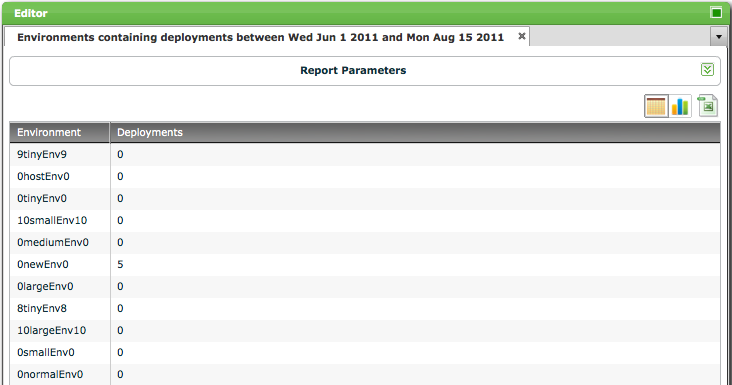 Editor
Environments containing deployments between Wed Jun 1 2011 and Mon Aug 15 2011
Report Parameters
Environment Deployments
9tinyEnv9 0
0hostEnv0 0
0tinyEnv0 0
10smallEnv10 0
0mediumEnv0 0
0newEnv0 5
0largeEnv0 0
8tinyEnv8 0
10largeEnv10 0
0smallEnv0 0
0normalEnv0 0